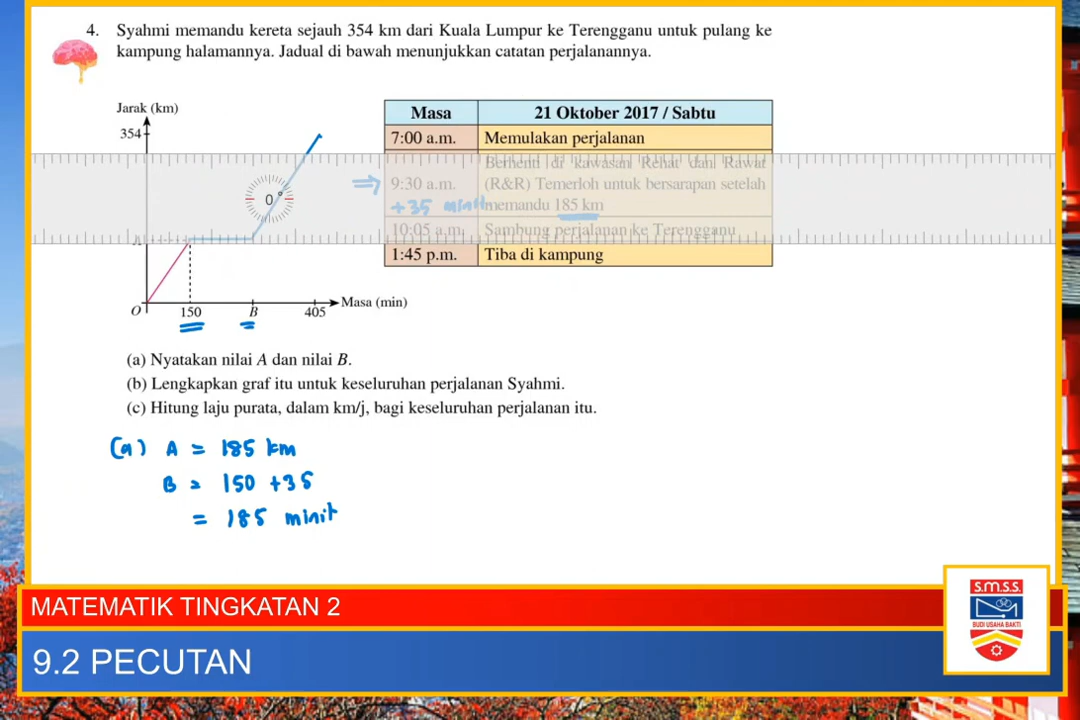 4. Syahmi memandu kereta sejauh 354 km dari Kuala Lumpur ke Terengganu untuk pulang ke
kampung halamannya. Jadual di bawah menunjukkan catatan perjalanannya.
Jarak (km)
354
0°
O
150
B
405
Masa (min)
Masa 21 Oktober 2017 / Sabtu
7:00 a.m. Memulakan perjalanan
Berhenti di kawasan Rehat dan Rawat
9:30 a.m. (R&R) Temerloh untuk bersarapan setelah
+35 minit memandu 185 km
10:05 a.m. Sambung perjalanan ke Terengganu
1:45 p.m. Tiba di kampung
(a) Nyatakan nilai A dan nilai B.
(b) Lengkapkan graf itu untuk keseluruhan perjalanan Syahmi.
(c) Hitung laju purata, dalam km/j, bagi keseluruhan perjalanan itu.
(a) A = 185 km
B = 150 + 35
= 185 minit
MATEMATIK TINGKATAN 2
9.2 PECUTAN
S.M.S.S.
BUDI USAHA BAKTI